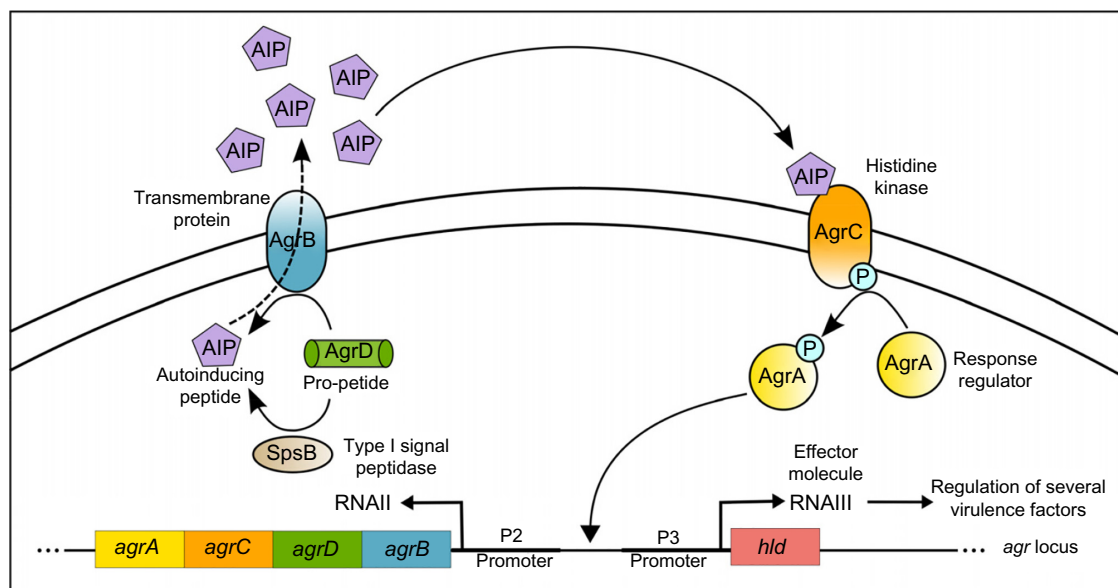 AIP
AIP
AIP
AIP
AIP
AIP
Histidine
kinase
Transmembrane
protein
AgrB
AgrC
P
AIP
AgrD
P
AgrA
AgrA
Response
regulator
Autoinducing
peptide
Pro-petide
SpsB
Type I signal
peptidase
Effector
molecule
RNAII
RNAIII
Regulation of several
virulence factors
... agrA agrC agrD agrB P2 P3 hld ... agr locus
Promoter Promoter